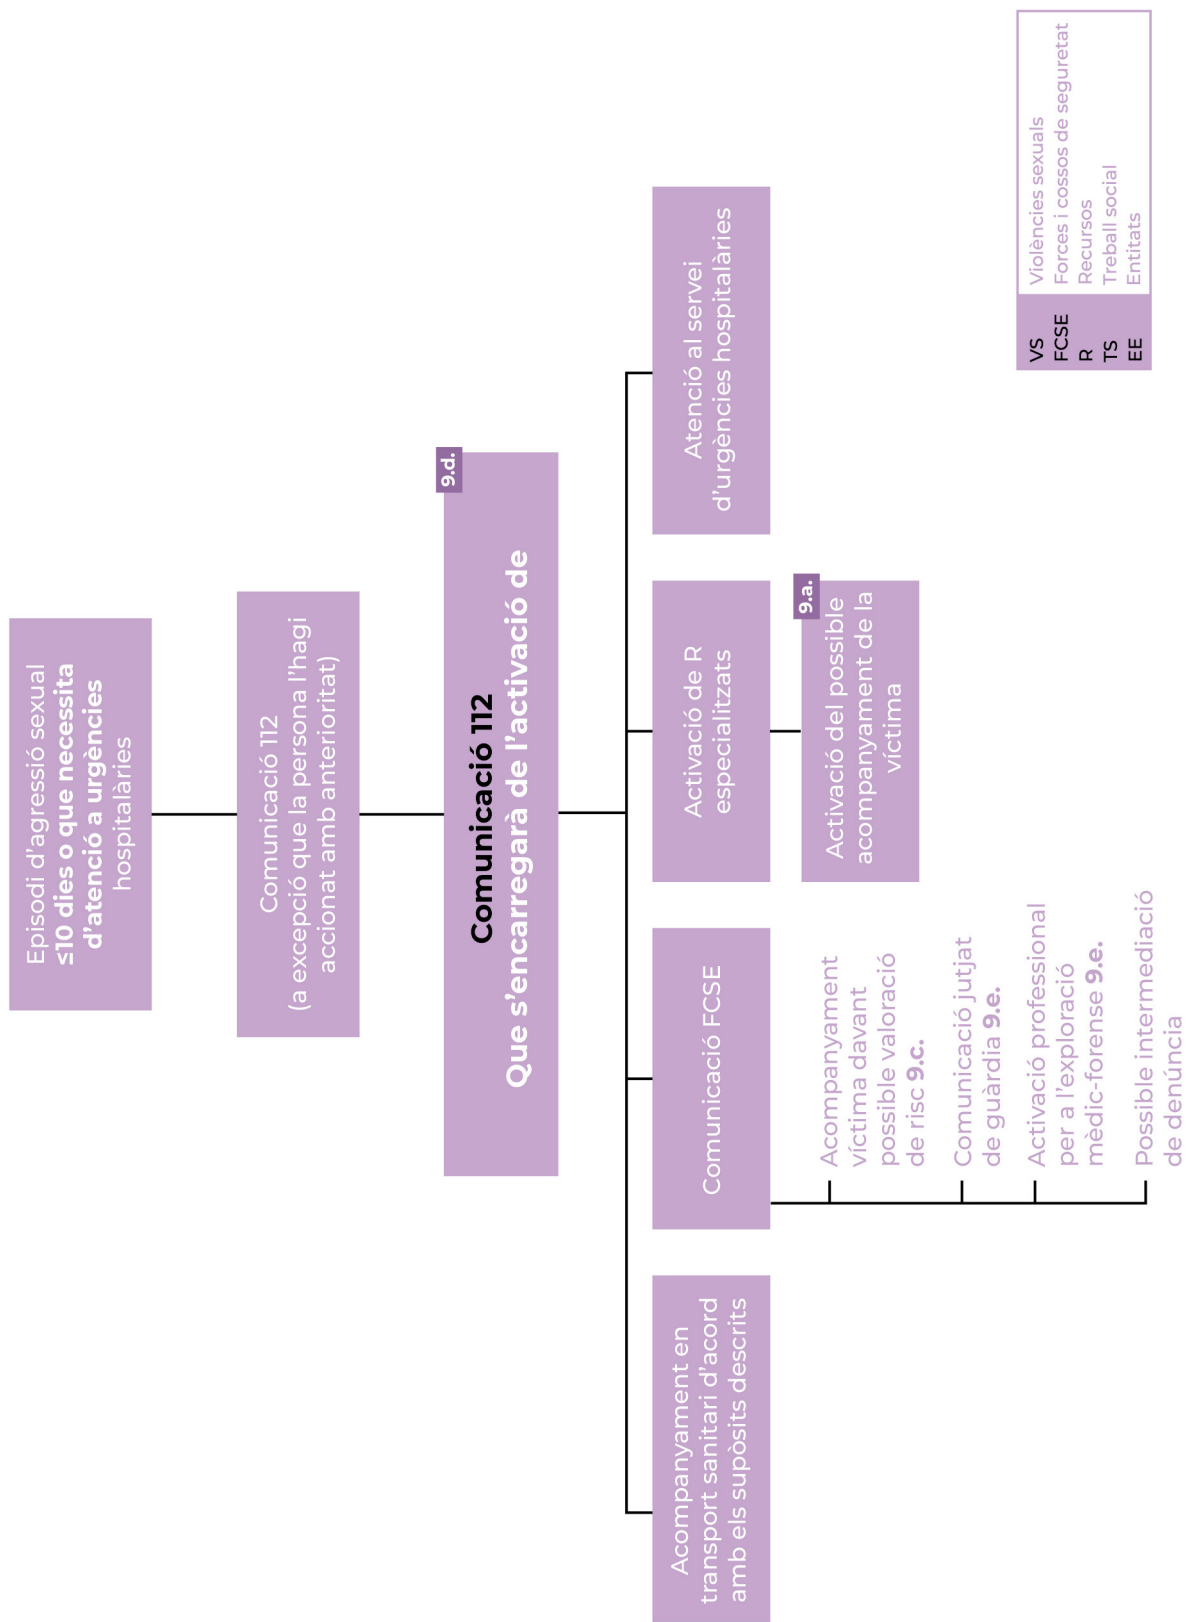 Episodi d'agressió sexual
≤10 dies o que necessita
d'atenció a urgències
hospitalàries
Comunicació 112
(a excepció que la persona l'hagi
accionat amb anterioritat)
9.d.
Comunicació 112
Que s'encarregarà de l'activació de
Acompanyament en
transport sanitari d'acord
amb els supòsits descrits
Comunicació FCSE
Acompanyament
víctima davant
possible valoració
de risc 9.c.
Comunicació jutjat
de guàrdia 9.e.
Activació professional
per a l'exploració
mèdic-forense 9.e.
Possible intermediació
de denúncia
Activació de R
especialitzats
9.a.
Activació del possible
acompanyament de la
víctima
Atenció al servei
d'urgències hospitalàries
VS Violències sexuals
FCSE Forces i cossos de seguretat
R Recursos
TS Treball social
EE Entitats